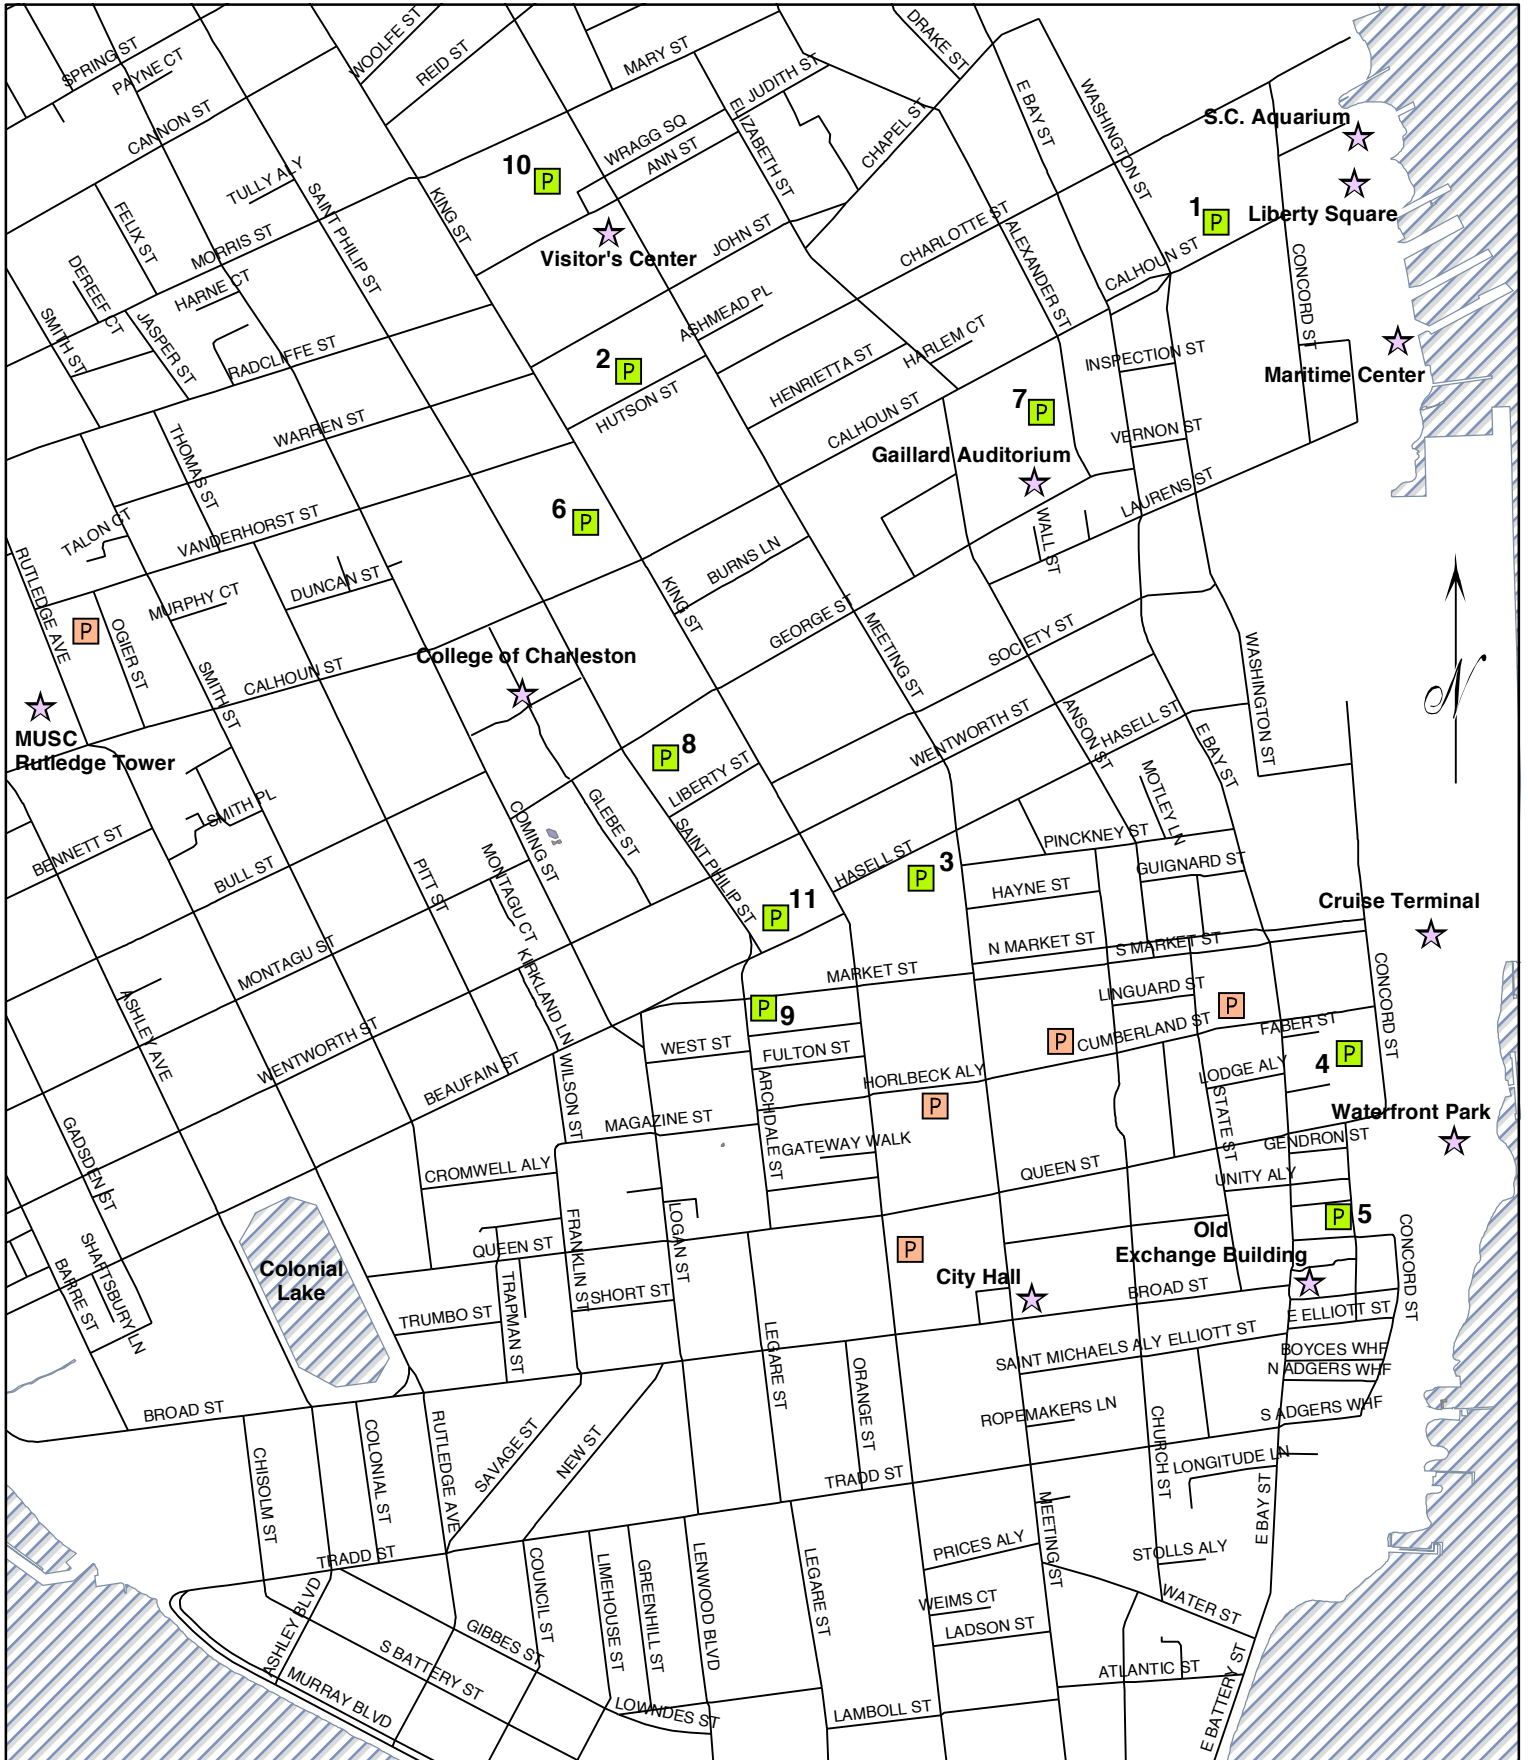 SPRING ST
PAYNE CT
WOOLFE ST
REID ST
MARY ST
DRAKE ST
CANNON ST
JUDITH ST
ELIZABETH ST
E BAY ST
WASHINGTON ST
S.C. Aquarium
CHAPEL ST
WRAGG SQ
ANN ST
10
P
TULLY ALY
SAINT PHILIP ST
KING ST
FELIX ST
MORRIS ST
1
P
Liberty Square
Visitor's Center
JOHN ST
CHARLOTTE ST
ALEXANDER ST
CALHOUN ST
CONCORD ST
DEREEF CT
HARNE CT
SMITH ST
JASPER ST
RADCLIFFE ST
ASHMEAD PL
2
P
HUTSON ST
HENRIETTA ST
HARLEM CT
INSPECTION ST
Maritime Center
CALHOUN ST
7
P
WARREN ST
THOMAS ST
VERNON ST
Gaillard Auditorium
LAURENS ST
WALL ST
TALON CT
VANDERHORST ST
6
P
RUTLEDGE AVE
P
OGIER ST
MURPHY CT
DUNCAN ST
BURNS LN
KING ST
GEORGE ST
MEETING ST
SOCIETY ST
WASHINGTON ST
N
College of Charleston
CALHOUN ST
SMITH ST
MUSC
Rutledge Tower
8
P
LIBERTY ST
WENTWORTH ST
ANSON ST
HASELL ST
E BAY ST
MOTLEY LN
SMITH PL
BENNETT ST
BULL ST
COMING ST
GLEBE ST
SAINT PHILIP ST
PITT ST
MONTAGU CT
HASELL ST
3
P
PINCKNEY ST
GUIGNARD ST
HAYNE ST
11
P
Cruise Terminal
MONTAGU ST
KIRKLAND LN
N MARKET ST
S MARKET ST
MARKET ST
CONCORD ST
ASHLEY AVE
LINGUARD ST
9
P
P
P
CUMBERLAND ST
FABER ST
4
P
WENTWORTH ST
WEST ST
FULTON ST
BEAUFAIN ST
WILSON ST
ARCHDALE ST
HORLBECK ALY
P
LODGE ALY
STATE ST
Waterfront Park
MAGAZINE ST
GATEWAY WALK
GENDRON ST
GADSDEN ST
CROMWELL ALY
QUEEN ST
UNITY ALY
5
P
LOGAN ST
FRANKLIN ST
QUEEN ST
P
Old
Exchange Building
CONCORD ST
SHAFTSBURY LN
BARRE ST
Colonial
Lake
TRAPMAN ST
SHORT ST
City Hall
BROAD ST
TRUMBO ST
E ELLIOTT ST
LEGARE ST
ORANGE ST
SAINT MICHAELS ALY
ELLIOTT ST
BOYCES WHF
N ADGERS WHF
S ADGERS WHF
BROAD ST
ROPEMAKERS LN
CHURCH ST
LONGITUDE LN
CHISOLM ST
COLONIAL ST
RUTLEDGE AVE
SAVAGE ST
NEW ST
TRADD ST
E BAY ST
MEETING ST
PRICES ALY
STOLLS ALY
TRADD ST
ASHLEY BLVD
COUNCIL ST
LIMEHOUSE ST
GREENHILL ST
LENWOOD BLVD
LEGARE ST
WEIMS CT
LADSON ST
WATER ST
GIBBES ST
S BATTERY ST
MURRAY BLVD
LOWNDES ST
LAMBOLL ST
ATLANTIC ST
E BATTERY ST